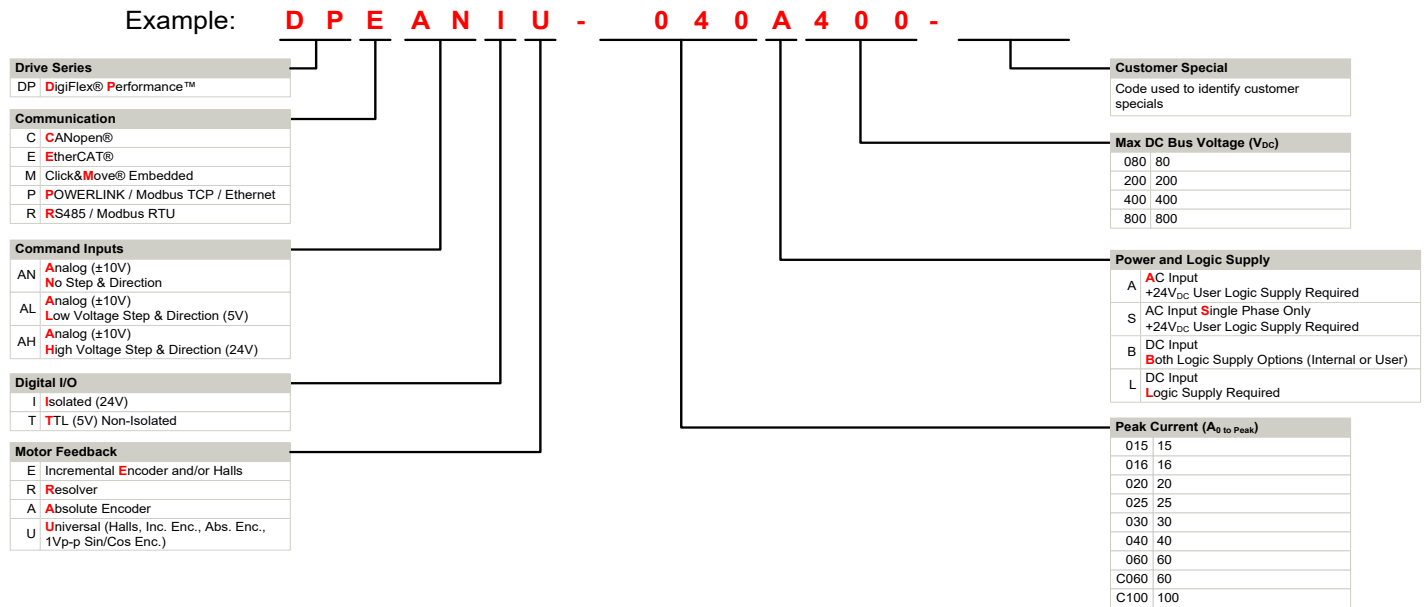 Example: D P E A N I U - 0 4 0 A 4 0 0 -
Drive Series
DP DigiFlex® Performance™
Communication
C CANopen®
E EtherCAT®
M Click&Move® Embedded
P POWERLINK / Modbus TCP / Ethernet
R RS485 / Modbus RTU
Command Inputs
AN Analog (±10V)
No Step & Direction
AL Analog (±10V)
Low Voltage Step & Direction (5V)
AH Analog (±10V)
High Voltage Step & Direction (24V)
Digital I/O
I Isolated (24V)
T TTL (5V) Non-Isolated
Motor Feedback
E Incremental Encoder and/or Halls
R Resolver
A Absolute Encoder
U Universal (Halls, Inc. Enc., Abs. Enc.,
1Vp-p Sin/Cos Enc.)
Customer Special
Code used to identify customer
specials
Max DC Bus Voltage (VDC)
080 80
200 200
400 400
800 800
Power and Logic Supply
A AC Input
+24VDC User Logic Supply Required
S AC Input Single Phase Only
+24VDC User Logic Supply Required
B DC Input
Both Logic Supply Options (Internal or User)
L DC Input
Logic Supply Required
Peak Current (A0 to Peak)
015 15
016 16
020 20
025 25
030 30
040 40
060 60
C060 60
C100 100